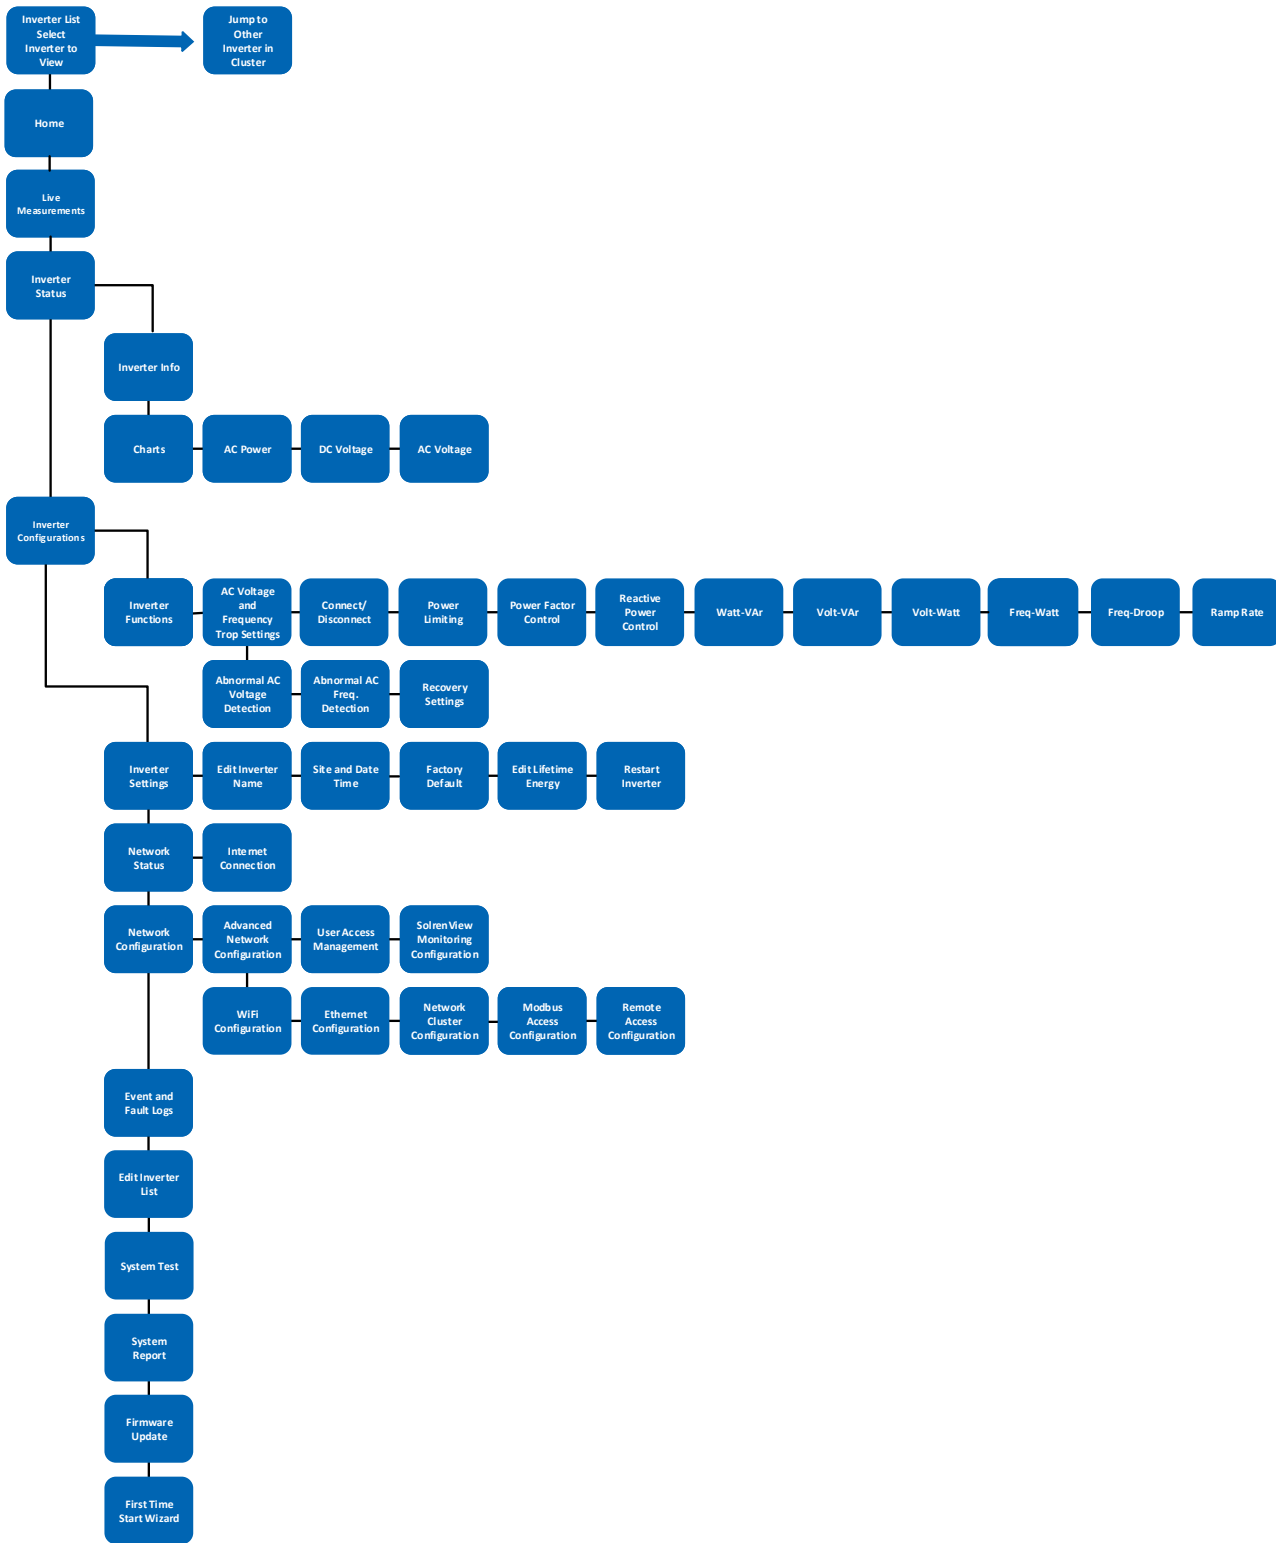 Inverter List
Select
Inverter to
View
Jump to
Other
Inverter in
Cluster
Home
Live
Measurements
Inverter
Status
Inverter Info
Charts
AC Power
DC Voltage
AC Voltage
Inverter
Configurations
Inverter
Functions
AC Voltage
and
Frequency
Trop Settings
Connect/
Disconnect
Power
Limiting
Power Factor
Control
Reactive
Power
Control
Watt-VAr
Volt-VAr
Volt-Watt
Freq-Watt
Freq-Droop
Ramp Rate
Abnormal AC
Voltage
Detection
Abnormal AC
Freq.
Detection
Recovery
Settings
Inverter
Settings
Edit Inverter
Name
Site and Date
Time
Factory
Default
Edit Lifetime
Energy
Restart
Inverter
Network
Status
Internet
Connection
Network
Configuration
Advanced
Network
Configuration
User Access
Management
SolrenView
Monitoring
Configuration
WiFi
Configuration
Ethernet
Configuration
Network
Cluster
Configuration
Modbus
Access
Configuration
Remote
Access
Configuration
Event and
Fault Logs
Edit Inverter
List
System Test
System
Report
Firmware
Update
First Time
Start Wizard